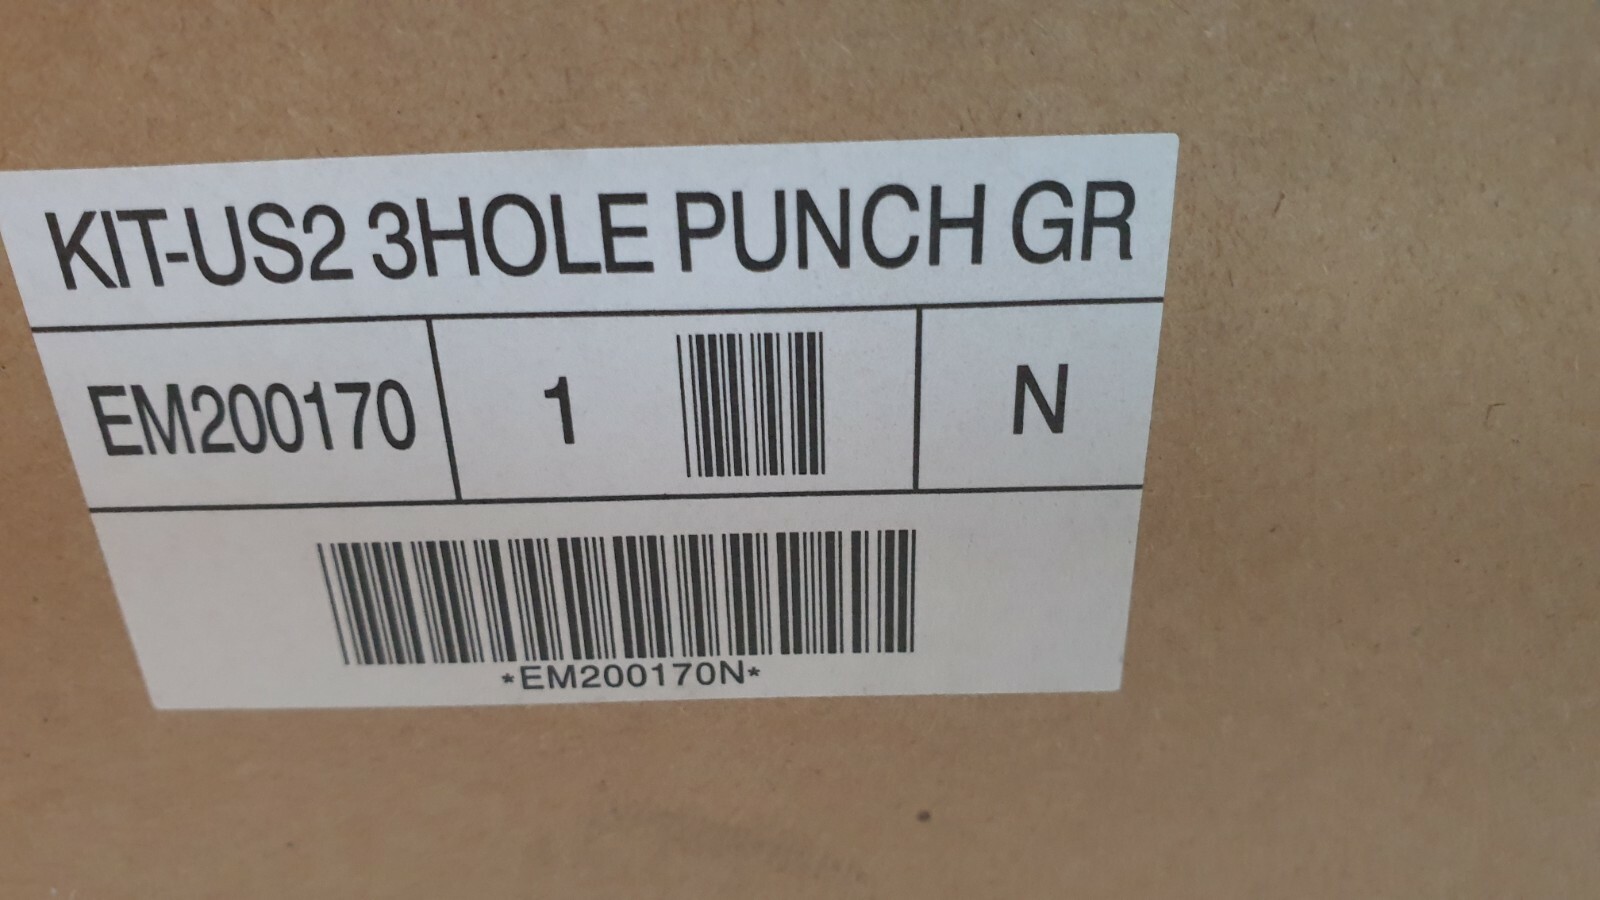 KIT-US2 3HOLE PUNCH GR
EM200170 1 N
*EM200170N*